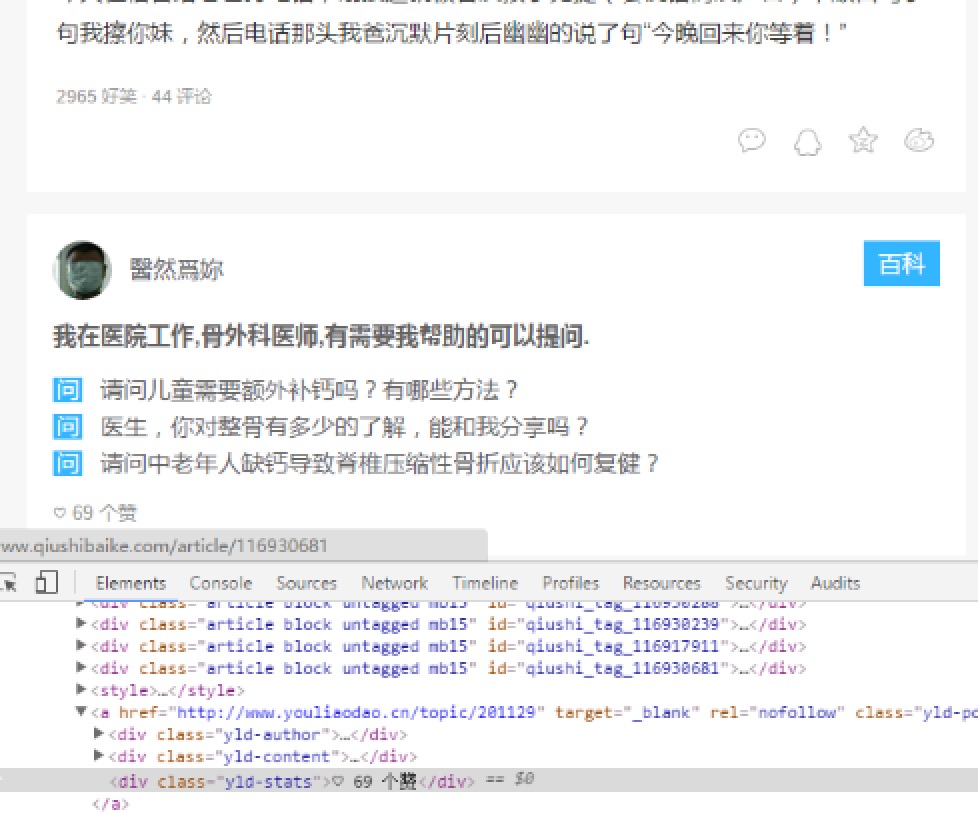 句我擦你妹，然后电话那头我爸沉默片刻后幽幽的说了句“今晚回来你等着！”
2965 好笑 · 44 评论
醫然爲妳
百科
我在医院工作,骨外科医师,有需要我帮助的可以提问.
问 请问儿童需要额外补钙吗？有哪些方法？
问 医生，你对整骨有多少的了解，能和我分享吗？
问 请问中老年人缺钙导致脊椎压缩性骨折应该如何复健？
♡ 69 个赞
ww.qiushibaike.com/article/116930681
Elements Console Sources Network Timeline Profiles Resources Security Audits
<div class="article block untagged mb15" id="qiushi_tag_116930288">…</div>
<div class="article block untagged mb15" id="qiushi_tag_116930239">…</div>
<div class="article block untagged mb15" id="qiushi_tag_116917911">…</div>
<div class="article block untagged mb15" id="qiushi_tag_116930681">…</div>
<style>…</style>
<a href="http://www.youliaodao.cn/topic/201129" target="_blank" rel="nofollow" class="yld-po
<div class="yld-author">…</div>
<div class="yld-content">…</div>
<div class="yld-stats">♡ 69 个赞</div> == $0
</a>